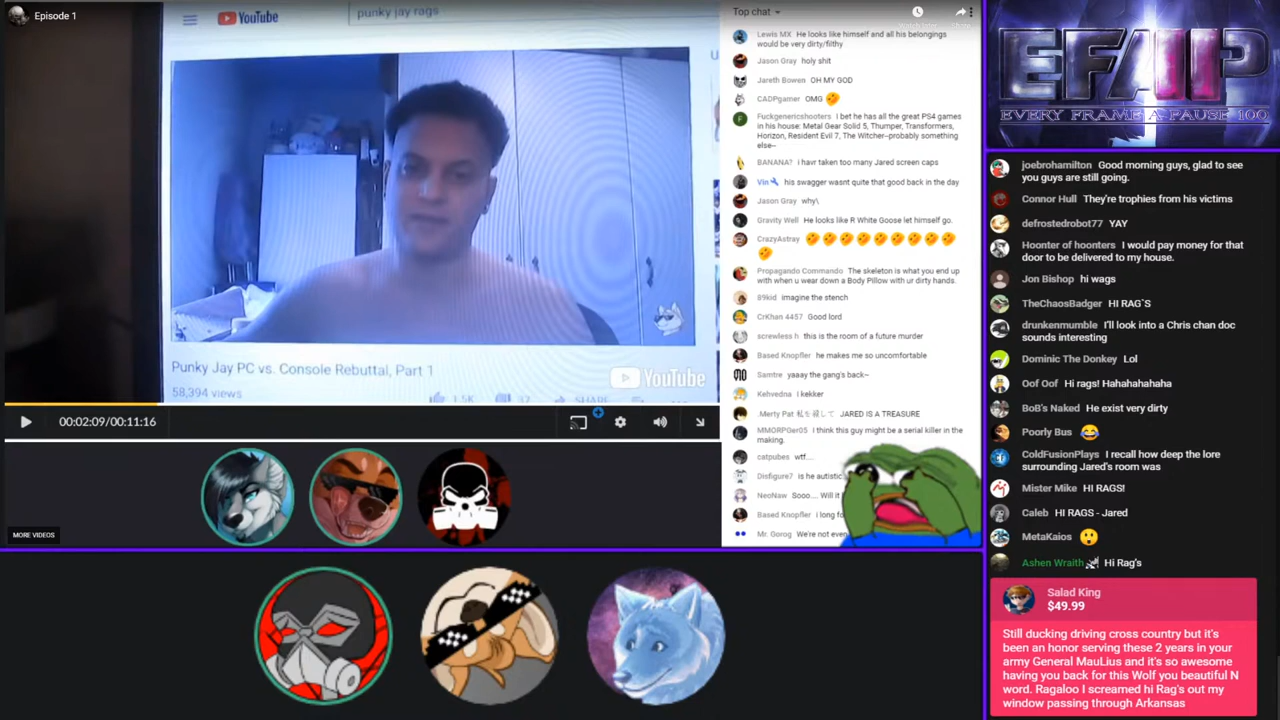 Episode 1
YouTube
punky jay rags
Punky Jay PC vs. Console Rebuttal, Part 1
58,394 views
1.5K
37
SHARE
YouTube
00:02:09/00:11:16
MORE VIDEOS
Top chat
Watch later
Share
Lewis MX He looks like himself and all his belongings
would be very dirty/filthy
Jason Gray holy shit
Jareth Bowen OH MY GOD
CADPgamer OMG
Fuckgenericshooters I bet he has all the great PS4 games
in his house: Metal Gear Solid 5, Thumper, Transformers,
Horizon, Resident Evil 7, The Witcher--probably something
else--
BANANA? i havr taken too many Jared screen caps
Vin his swagger wasnt quite that good back in the day
Jason Gray why\
Gravity Well He looks like R White Goose let himself go.
CrazyAstray
Propagando Commando The skeleton is what you end up
with when u wear down a Body Pillow with ur dirty hands.
89kid imagine the stench
CrKhan 4457 Good lord
screwless h this is the room of a future murder
Based Knopfler he makes me so uncomfortable
Samtre yaaay the gang's back~
Kehvedna I kekker
.Merty Pat 私を殺して JARED IS A TREASURE
MMORPGer05 I think this guy might be a serial killer in the
making.
catpubes wtf....
Disfigure7 is he autistic
NeoNaw Sooo.... Will it
Based Knopfler i long fo
Mr. Gorog We're not even
EFAP
EVERY FRAME A PAUSE 100
joebrohamilton Good morning guys, glad to see
you guys are still going.
Connor Hull They're trophies from his victims
defrostedrobot77 YAY
Hoonter of hoonters I would pay money for that
door to be delivered to my house.
Jon Bishop hi wags
TheChaosBadger HI RAG`S
drunkenmumble I'll look into a Chris chan doc
sounds interesting
Dominic The Donkey Lol
Oof Oof Hi rags! Hahahahahaha
BoB's Naked He exist very dirty
Poorly Bus
ColdFusionPlays I recall how deep the lore
surrounding Jared's room was
Mister Mike HI RAGS!
Caleb HI RAGS - Jared
MetaKaios
Ashen Wraith Hi Rag's
Salad King
$49.99
Still ducking driving cross country but it's
been an honor serving these 2 years in your
army General MauLius and it's so awesome
having you back for this Wolf you beautiful N
word. Ragaloo I screamed hi Rag's out my
window passing through Arkansas